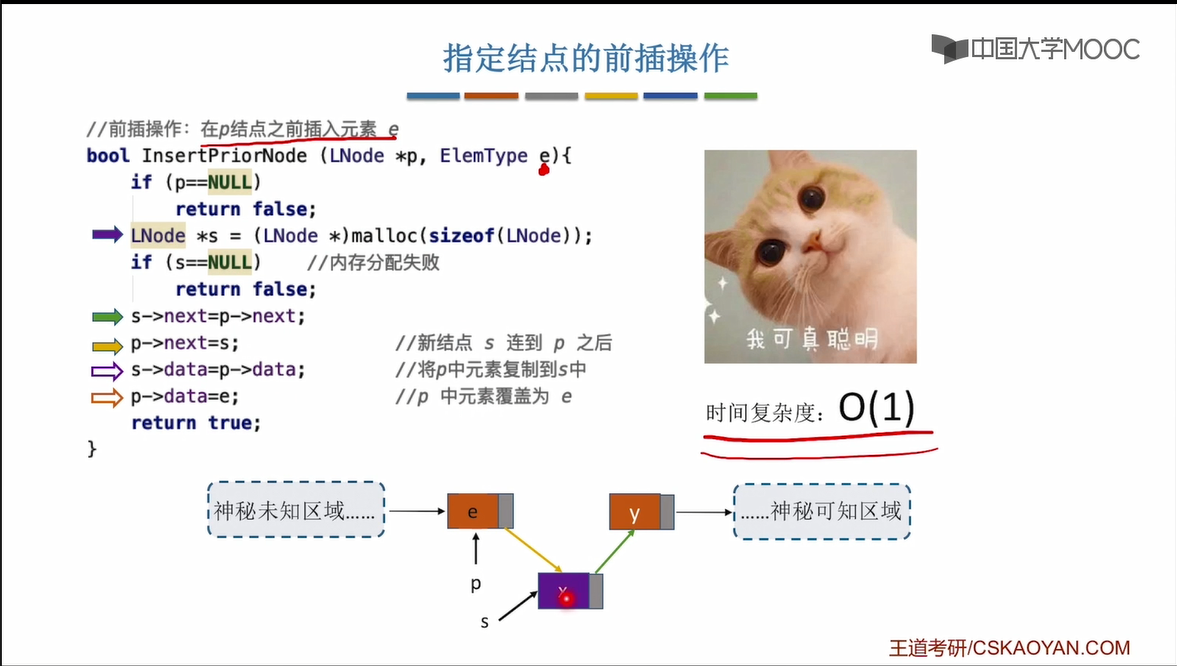 指定结点的前插操作
中国大学MOOC
//前插操作：在p结点之前插入元素 e
bool InsertPriorNode (LNode *p, ElemType e){
if (p==NULL)
return false;
LNode *s = (LNode *)malloc(sizeof(LNode));
if (s==NULL) //内存分配失败
return false;
s->next=p->next;
p->next=s; //新结点 s 连到 p 之后
s->data=p->data; //将p中元素复制到s中
p->data=e; //p 中元素覆盖为 e
return true;
}
我可真聪明
时间复杂度：O(1)
神秘未知区域……
e
y
……神秘可知区域
p
x
s
王道考研/CSKAOYAN.COM